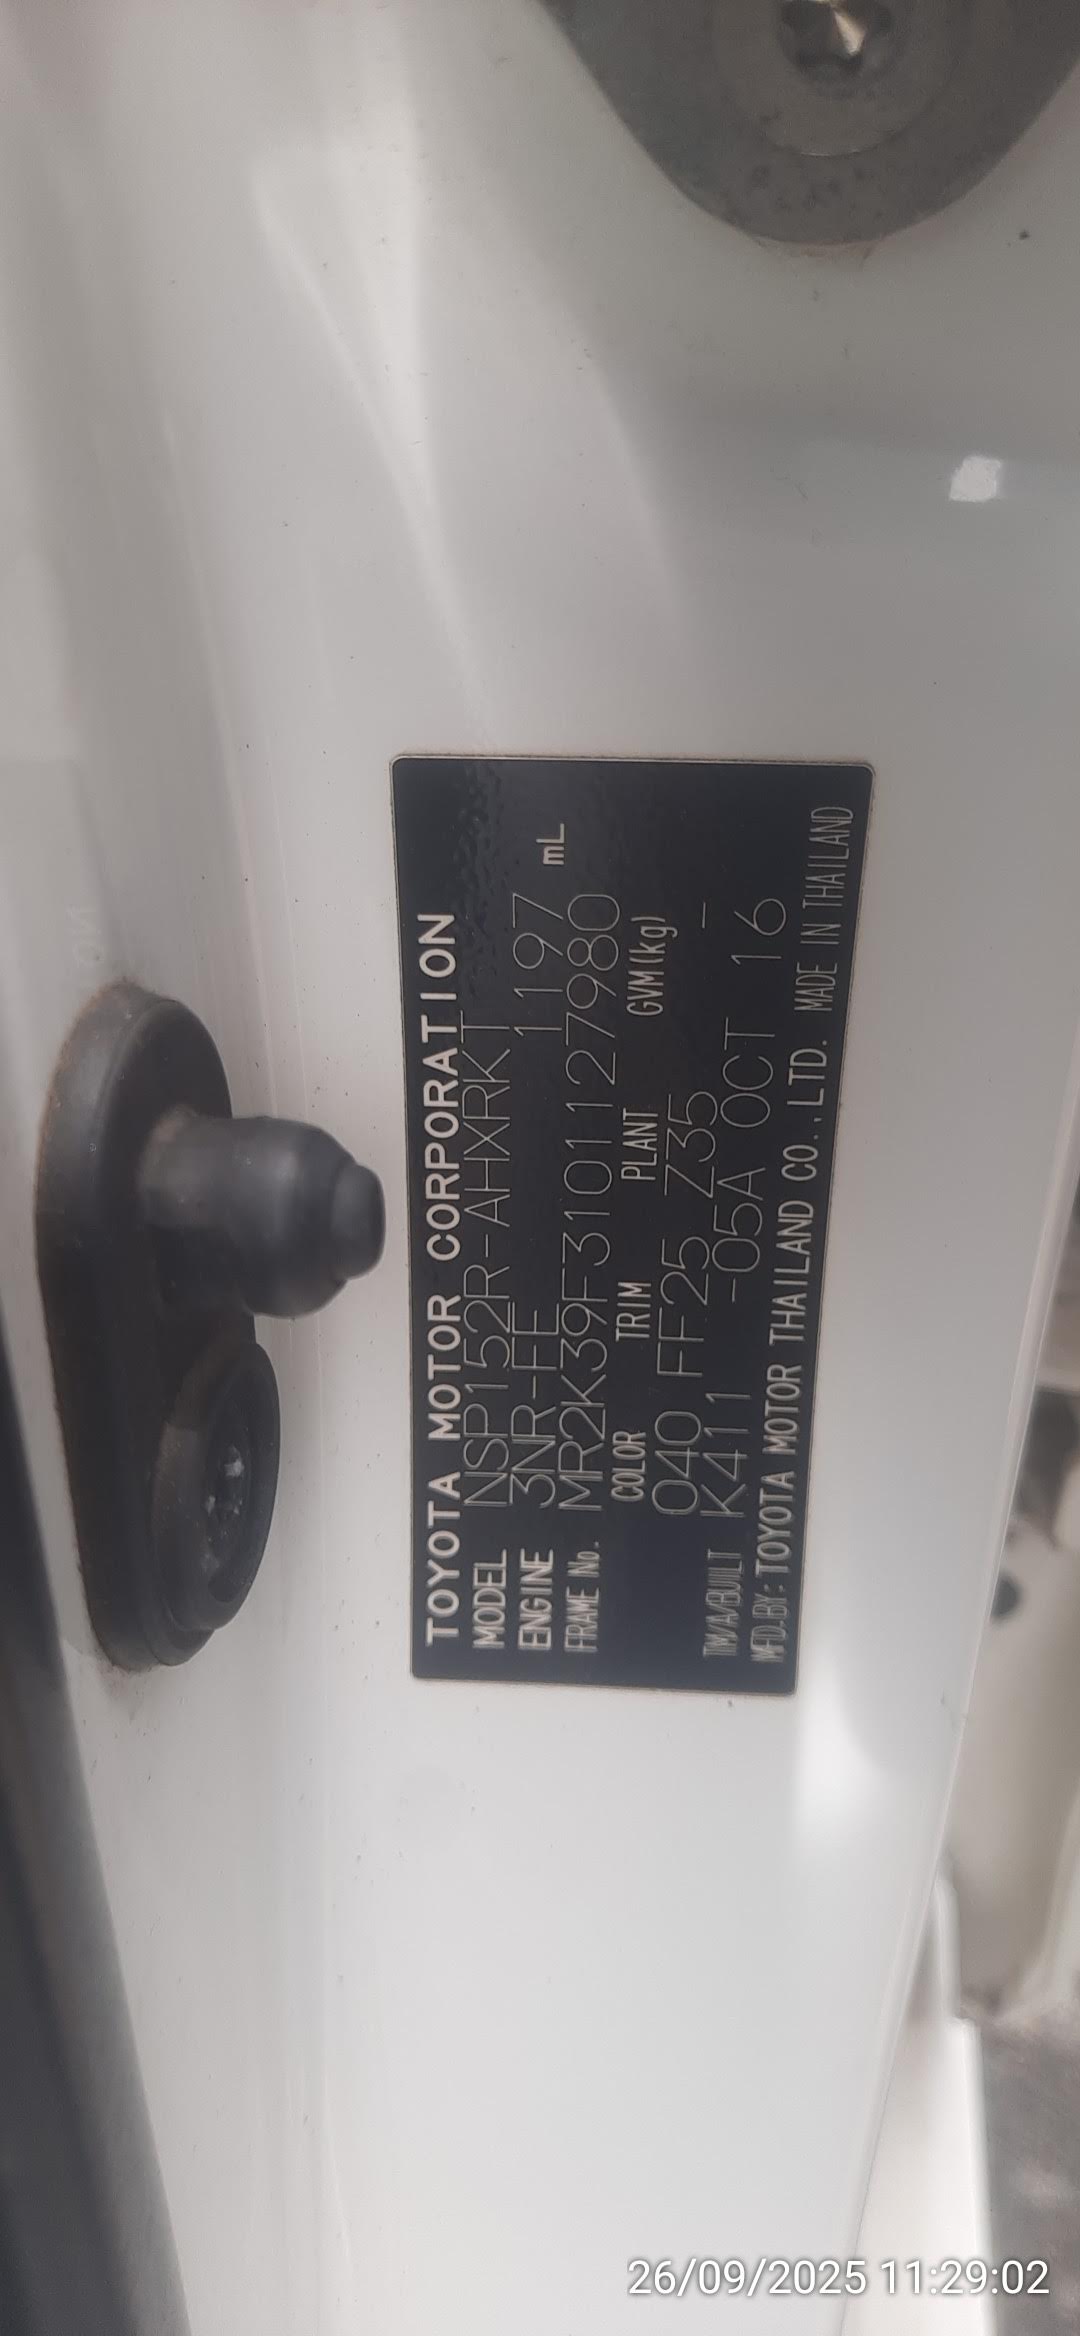 TOYOTA MOTOR CORPORATION
MODEL NSP152R-AHXRKT
ENGINE 3NR-FE 1197 mL
FRAME No. MR2K39F3101127980
COLOR TRIM PLANT GVM(kg)
040 FF25 Z35 -
TM/A/BUILT K411 -05A OCT 16
MFD.BY: TOYOTA MOTOR THAILAND CO.,LTD. MADE IN THAILAND
26/09/2025 11:29:02